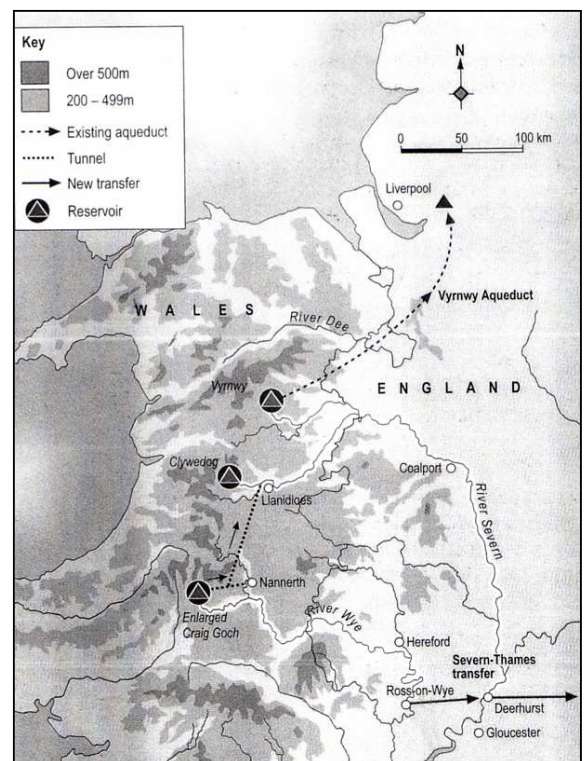 Key
Over 500m
200 – 499m
Existing aqueduct
Tunnel
New transfer
Reservoir
N
0 50 100 km
Liverpool
WALES
River Dee
Vyrnwy Aqueduct
Vyrnwy
ENGLAND
Clywedog
Coalport
Llanidloes
River Severn
Nannerth
Enlarged
Craig Goch
River Wye
Hereford
Severn-Thames
transfer
Ross-on-Wye
Deerhurst
Gloucester